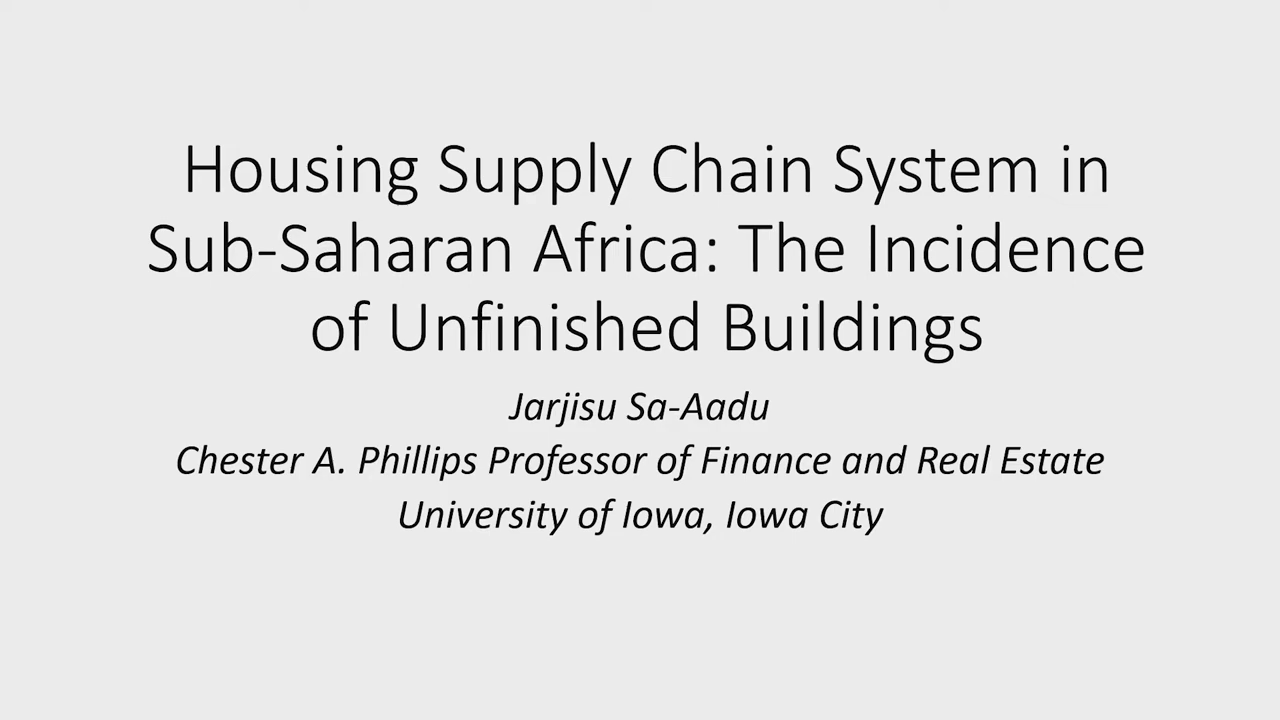 Housing Supply Chain System in
Sub-Saharan Africa: The Incidence
of Unfinished Buildings
Jarjisu Sa-Aadu
Chester A. Phillips Professor of Finance and Real Estate
University of Iowa, Iowa City